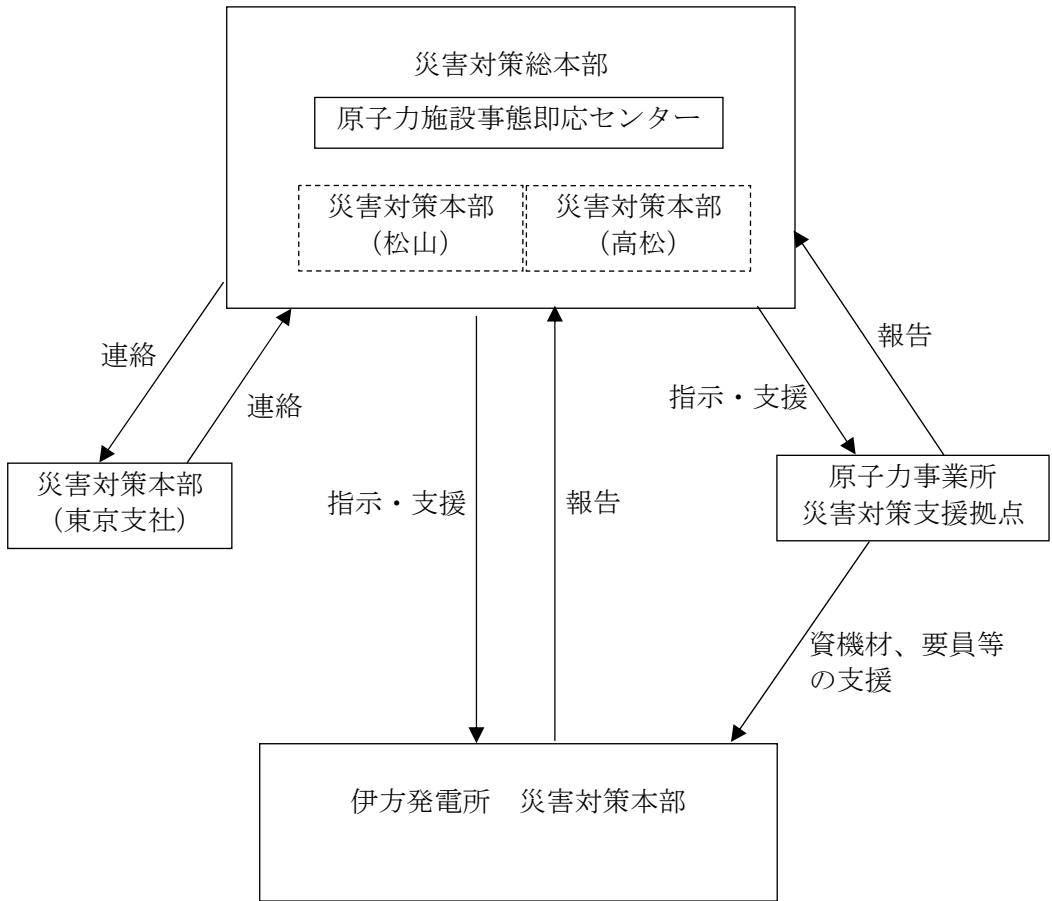 災害対策総本部
原子力施設事態即応センター
災害対策本部
（松山）
災害対策本部
（高松）
連絡
連絡
指示・支援
報告
指示・支援
報告
災害対策本部
（東京支社）
原子力事業所
災害対策支援拠点
資機材、要員等
の支援
伊方発電所　災害対策本部